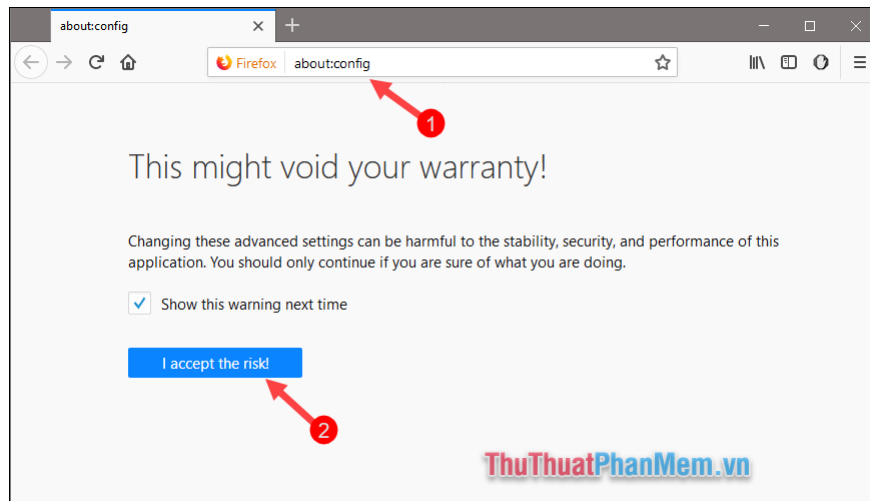 about:config
Firefox about:config
1
This might void your warranty!
Changing these advanced settings can be harmful to the stability, security, and performance of this
application. You should only continue if you are sure of what you are doing.
Show this warning next time
I accept the risk!
2
ThuThuatPhanMem.vn